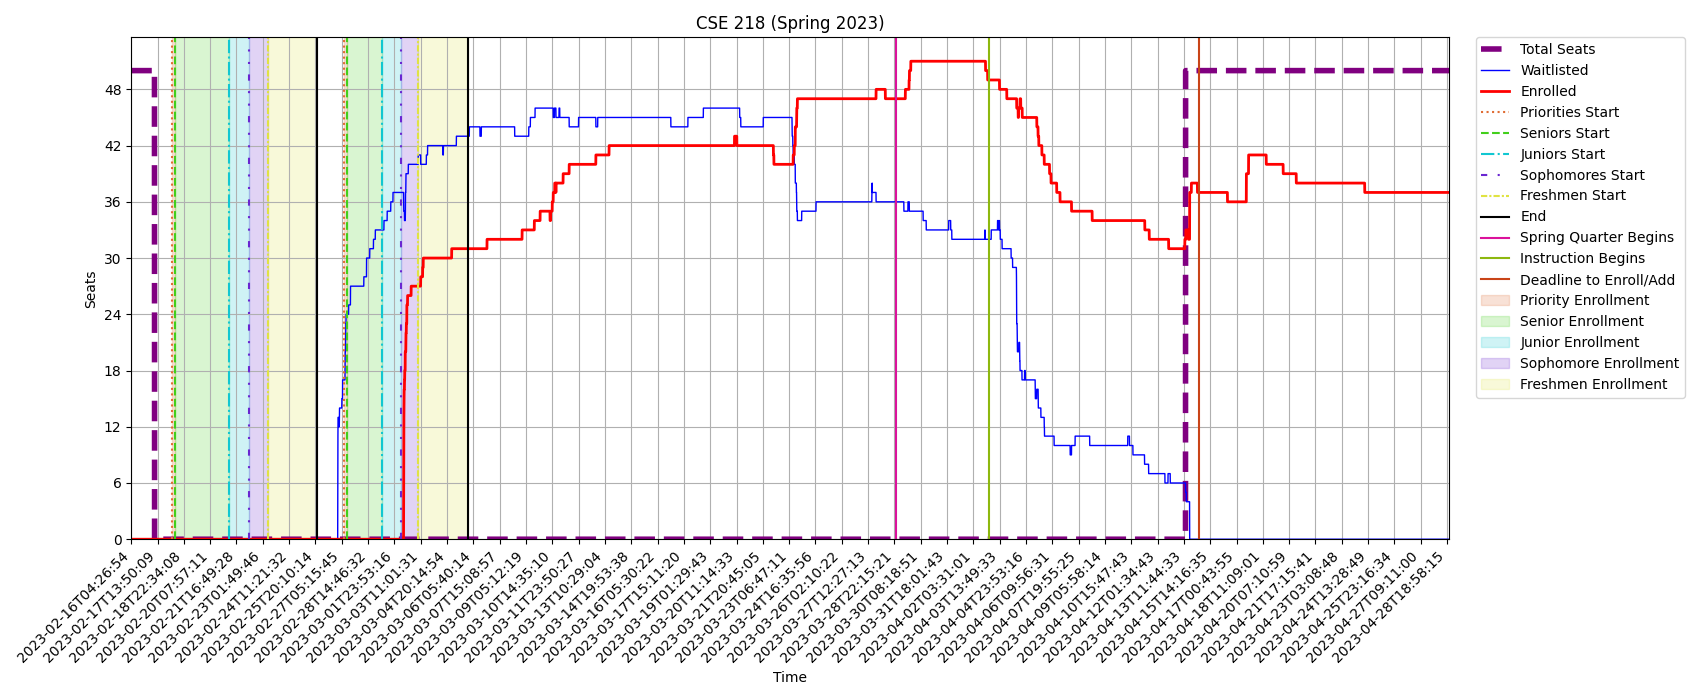 CSE 218 (Spring 2023)
Seats
48
42
36
30
24
18
12
6
0
2023-02-16T04:26:54
2023-02-17T13:50:09
2023-02-18T22:34:08
2023-02-20T07:57:11
2023-02-21T16:49:28
2023-02-23T01:49:46
2023-02-24T11:21:32
2023-02-25T20:10:14
2023-02-27T05:15:45
2023-02-28T14:46:32
2023-03-01T23:53:16
2023-03-03T11:01:31
2023-03-04T20:14:54
2023-03-06T05:40:14
2023-03-07T15:08:57
2023-03-09T05:12:19
2023-03-10T14:35:10
2023-03-11T23:50:27
2023-03-13T10:29:04
2023-03-14T19:53:38
2023-03-16T05:30:22
2023-03-17T15:11:20
2023-03-19T01:29:43
2023-03-20T11:14:33
2023-03-21T20:45:05
2023-03-23T06:47:11
2023-03-24T16:35:56
2023-03-26T02:10:22
2023-03-27T12:27:13
2023-03-28T22:15:21
2023-03-30T08:18:51
2023-03-31T18:01:43
2023-04-02T03:31:01
2023-04-03T13:49:33
2023-04-04T23:53:16
2023-04-06T09:56:31
2023-04-07T19:55:25
2023-04-09T05:58:14
2023-04-10T15:47:43
2023-04-12T01:34:43
2023-04-13T11:44:33
2023-04-15T14:16:35
2023-04-17T00:43:55
2023-04-18T11:09:01
2023-04-20T07:10:59
2023-04-21T17:15:41
2023-04-23T03:08:48
2023-04-24T13:28:49
2023-04-25T23:16:34
2023-04-27T09:11:00
2023-04-28T18:58:15
Time
Total Seats
Waitlisted
Enrolled
Priorities Start
Seniors Start
Juniors Start
Sophomores Start
Freshmen Start
End
Spring Quarter Begins
Instruction Begins
Deadline to Enroll/Add
Priority Enrollment
Senior Enrollment
Junior Enrollment
Sophomore Enrollment
Freshmen Enrollment